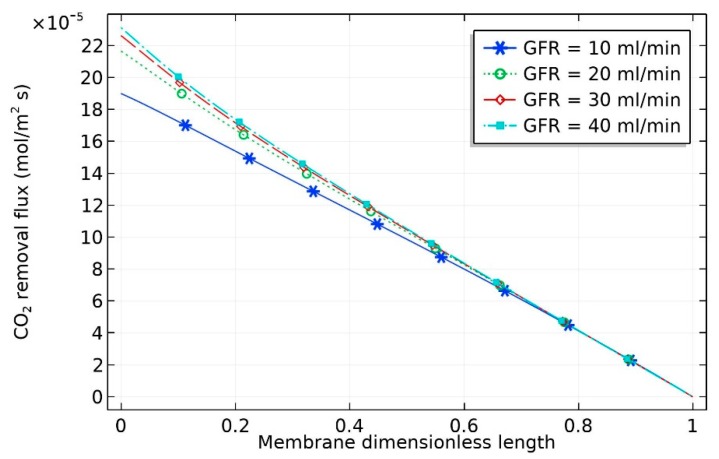 ×10⁻⁵
22
20
18
16
14
12
10
8
6
4
2
0
CO₂ removal flux (mol/m² s)
GFR = 10 ml/min
GFR = 20 ml/min
GFR = 30 ml/min
GFR = 40 ml/min
0 0.2 0.4 0.6 0.8 1
Membrane dimensionless length